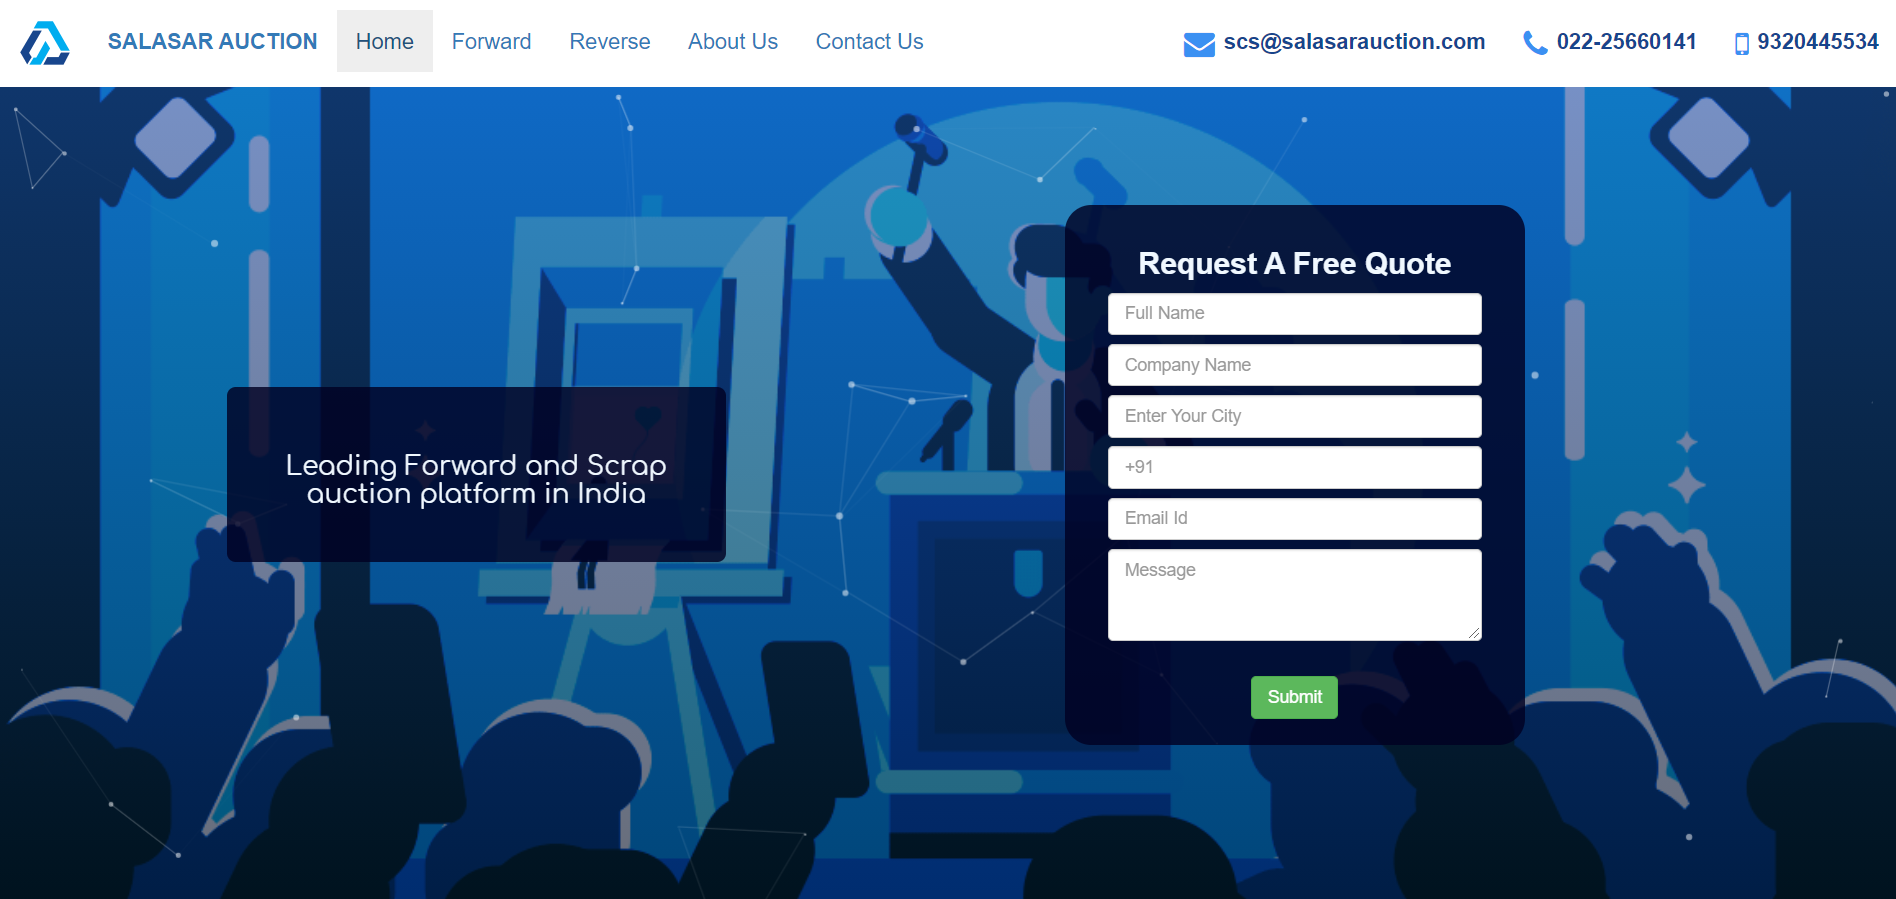 SALASAR AUCTION Home Forward Reverse About Us Contact Us scs@salasarauction.com 022-25660141 9320445534
Leading Forward and Scrap
auction platform in India
Request A Free Quote
Full Name
Company Name
Enter Your City
+91
Email Id
Message
Submit